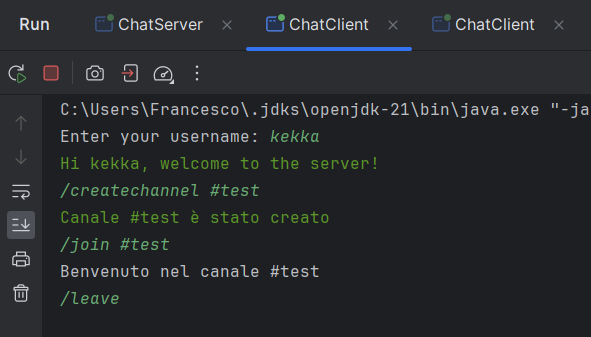 Run ChatServer ChatClient ChatClient
C:\Users\Francesco\.jdks\openjdk-21\bin\java.exe "-ja
Enter your username: kekka
Hi kekka, welcome to the server!
/createchannel #test
Canale #test è stato creato
/join #test
Benvenuto nel canale #test
/leave